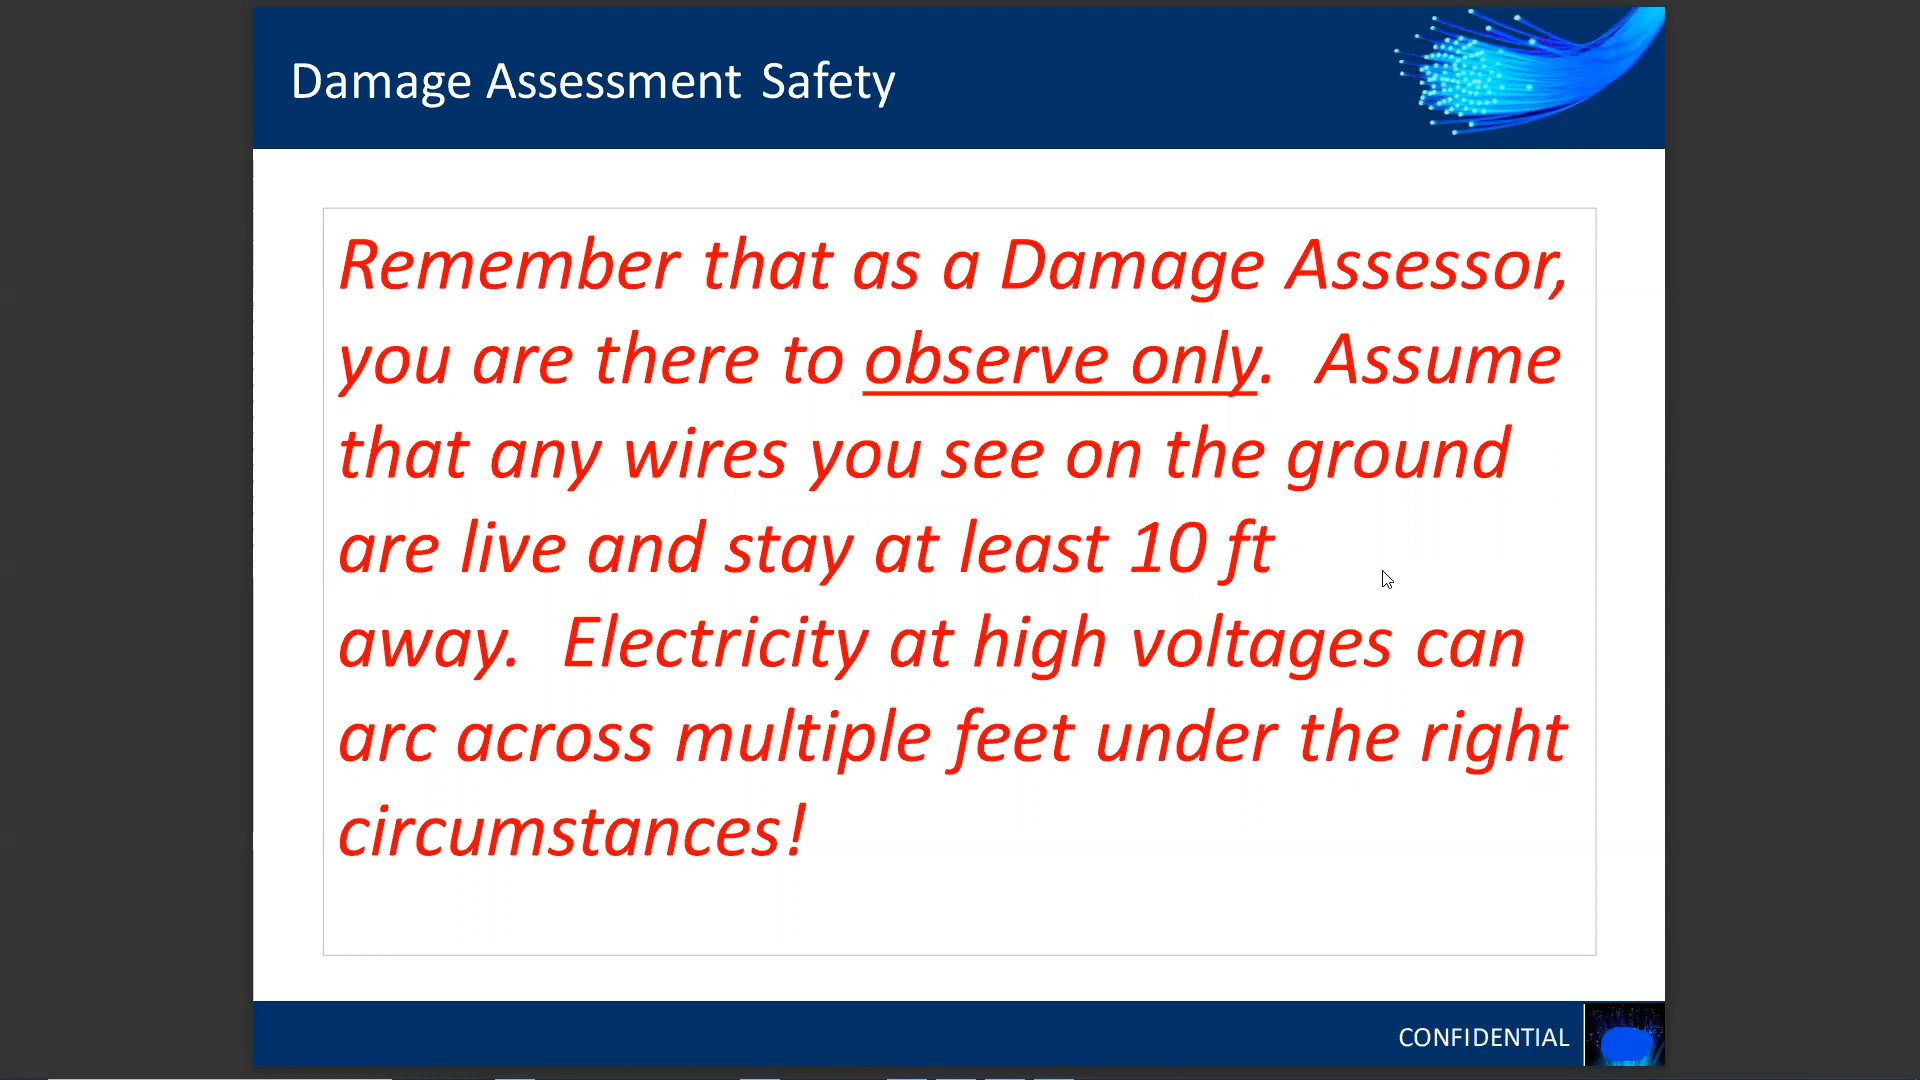 Damage Assessment Safety
Remember that as a Damage Assessor,
you are there to observe only.  Assume
that any wires you see on the ground
are live and stay at least 10 ft
away.  Electricity at high voltages can
arc across multiple feet under the right
circumstances!
CONFIDENTIAL